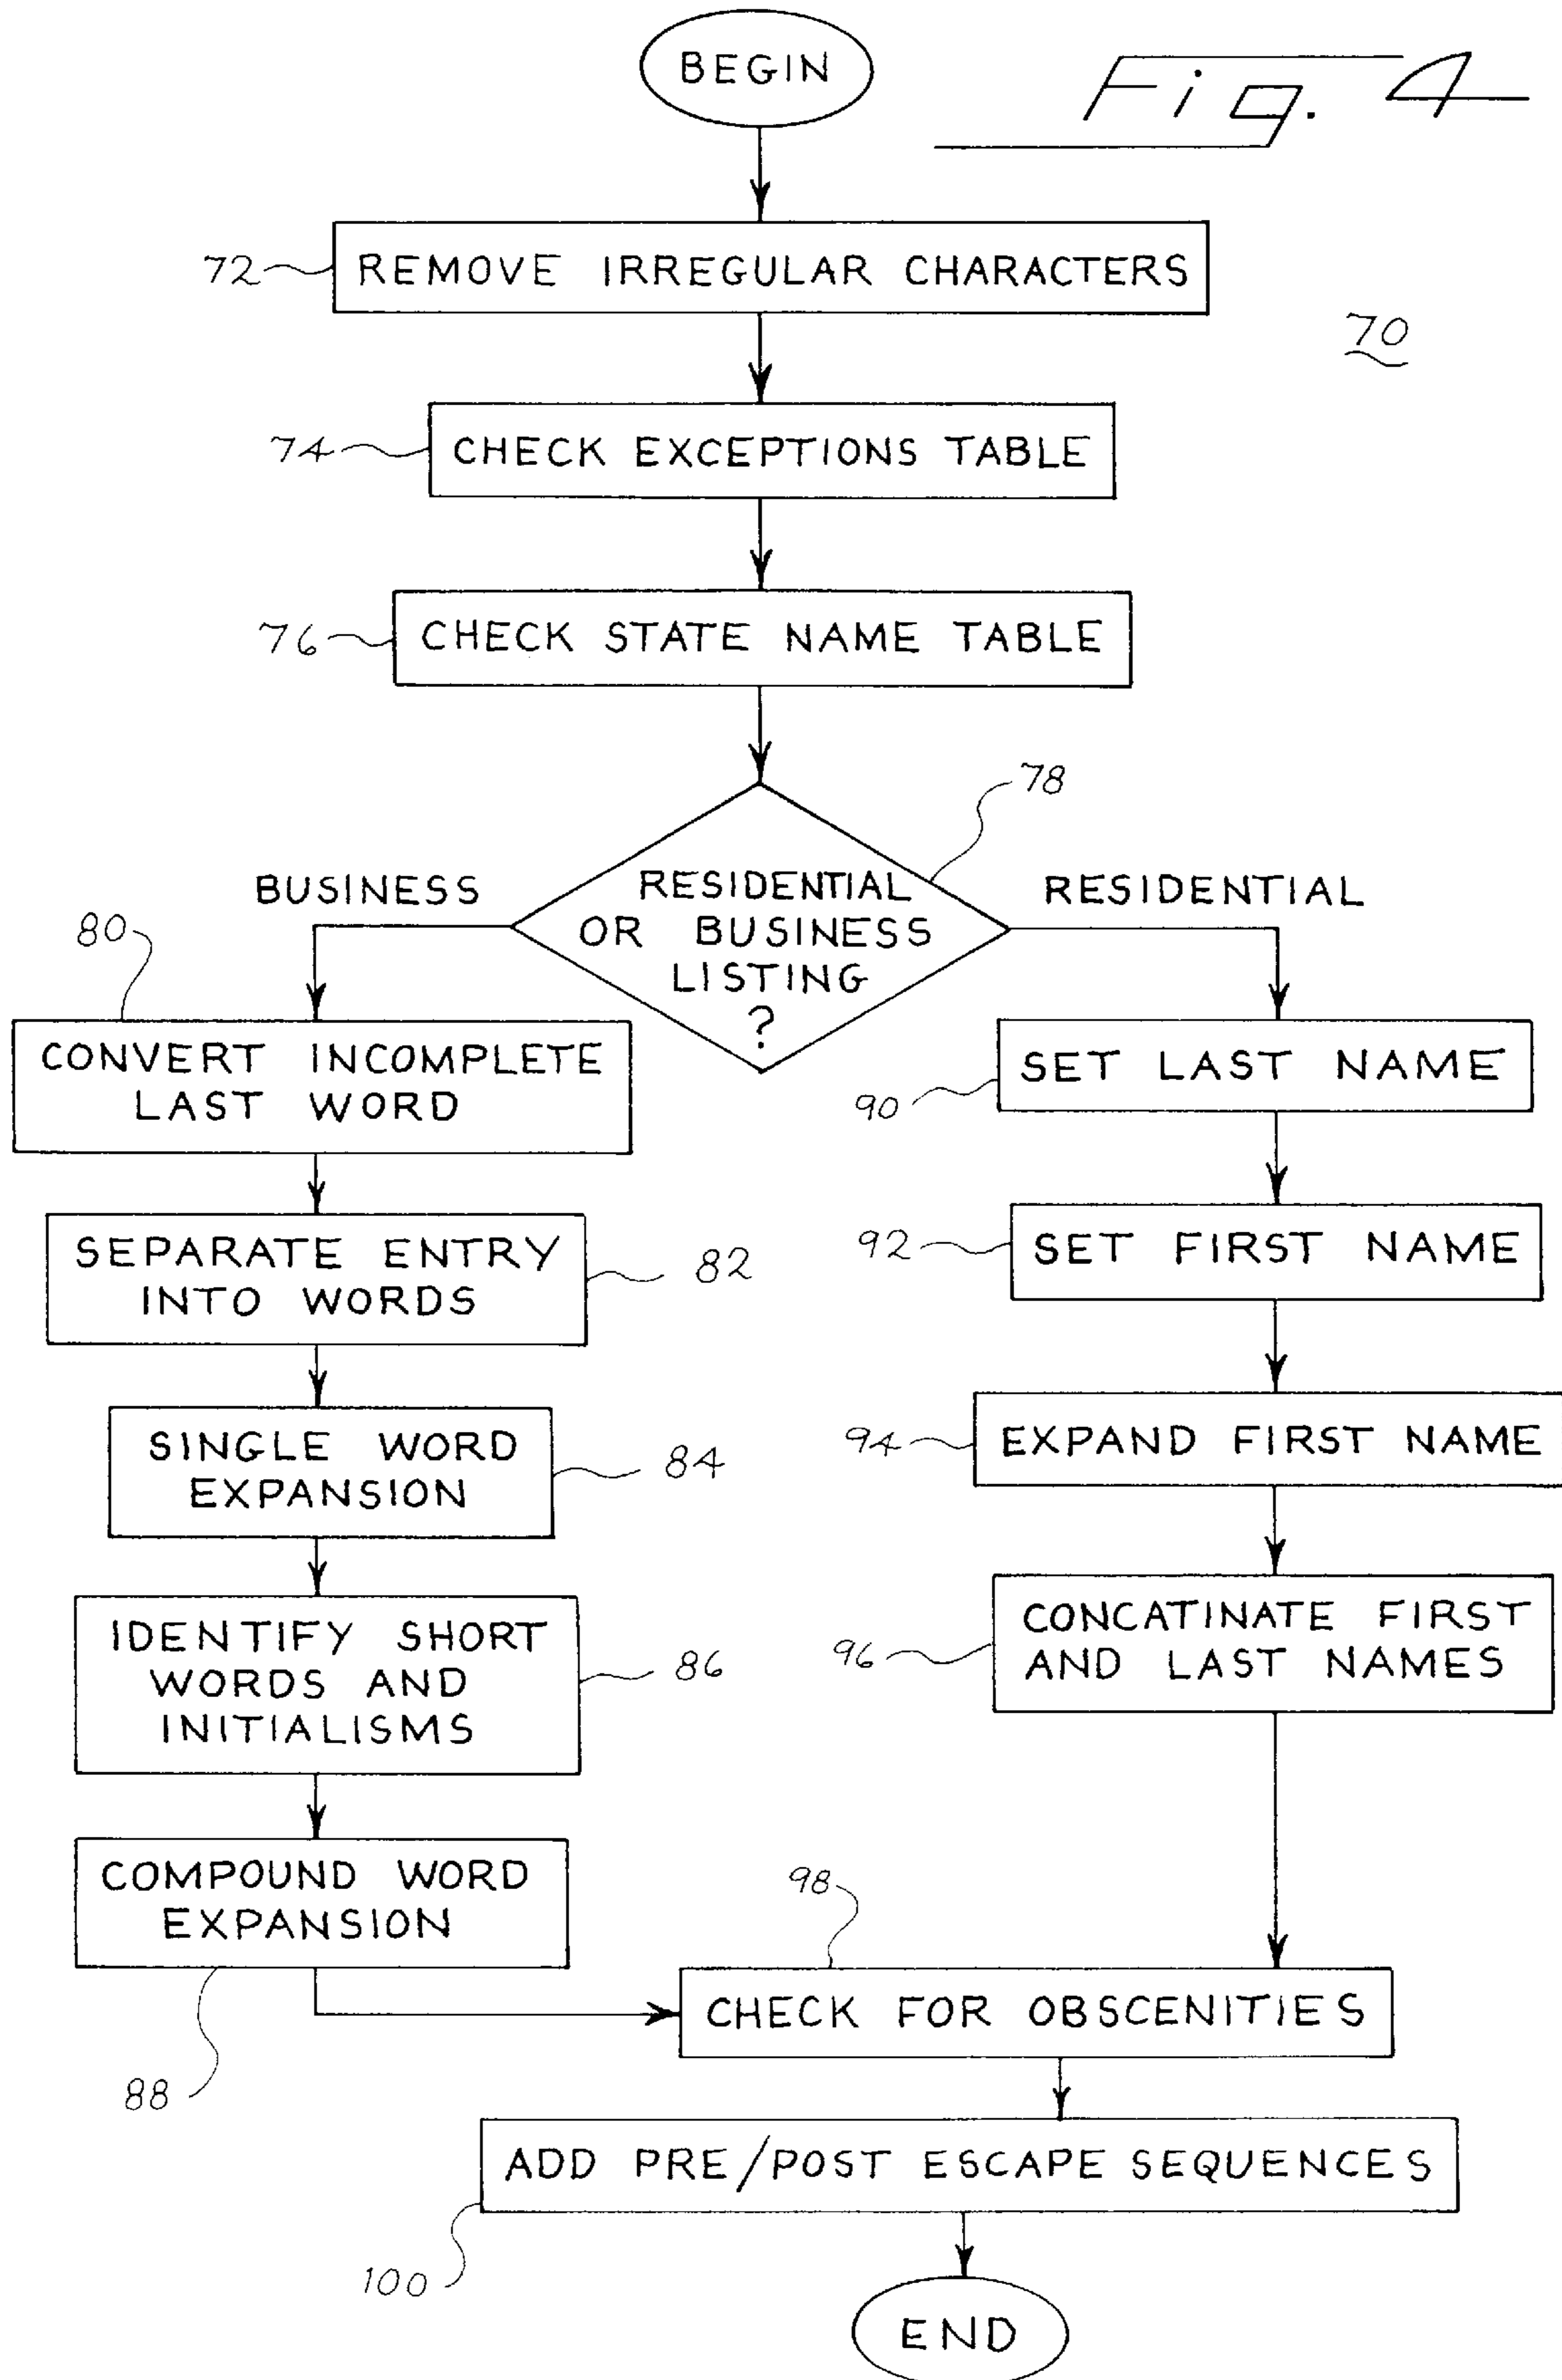 BEGIN
Fig. 4
72
REMOVE IRREGULAR CHARACTERS
70
74
CHECK EXCEPTIONS TABLE
76
CHECK STATE NAME TABLE
78
BUSINESS
RESIDENTIAL
OR BUSINESS
LISTING
?
RESIDENTIAL
80
CONVERT INCOMPLETE
LAST WORD
SEPARATE ENTRY
INTO WORDS
82
SINGLE WORD
EXPANSION
84
IDENTIFY SHORT
WORDS AND
INITIALISMS
86
COMPOUND WORD
EXPANSION
88
SET LAST NAME
90
92
SET FIRST NAME
94
EXPAND FIRST NAME
CONCATINATE FIRST
AND LAST NAMES
96
98
CHECK FOR OBSCENITIES
ADD PRE/POST ESCAPE SEQUENCES
100
END